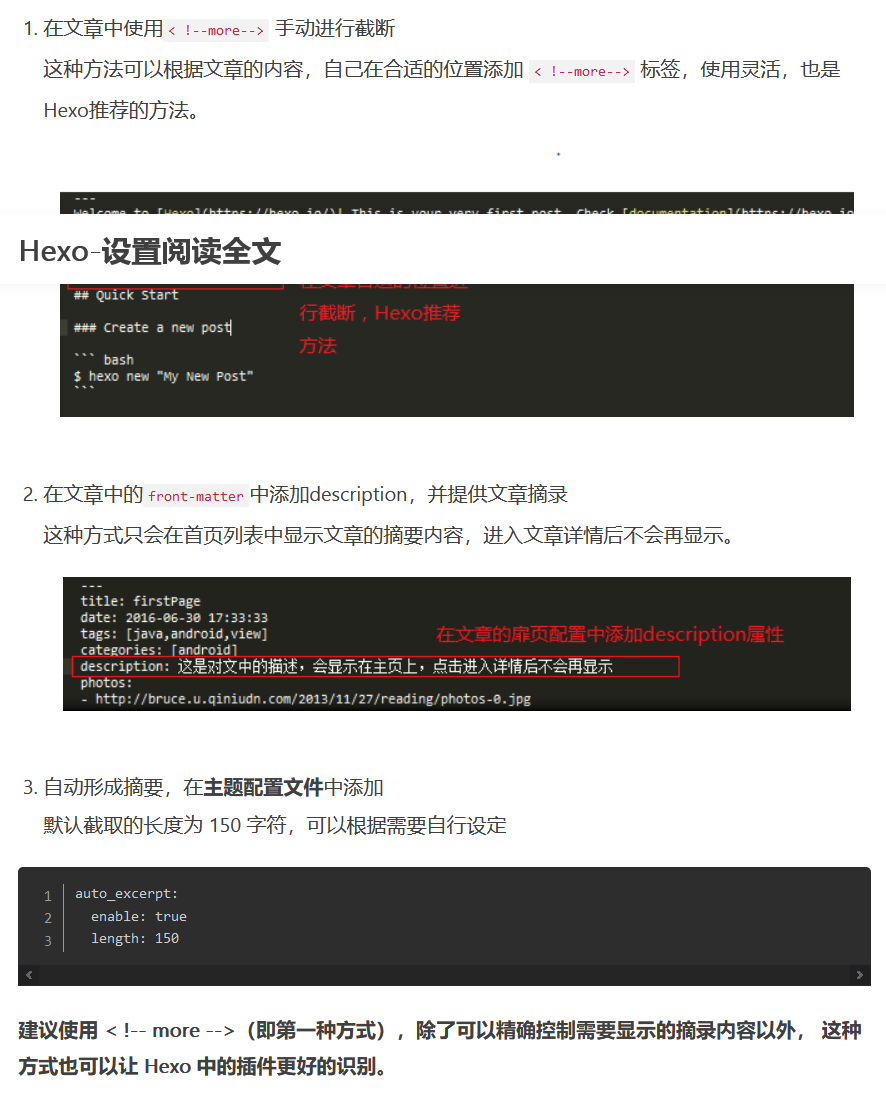 1. 在文章中使用 < !--more--> 手动进行截断
这种方法可以根据文章的内容，自己在合适的位置添加 < !--more--> 标签，使用灵活，也是
Hexo推荐的方法。
---
Welcome to [Hexo](https://hexo.io/)! This is your very first post. Check [documentation](https://hexo.io
Hexo-设置阅读全文
## Quick Start
行截断，Hexo推荐
### Create a new post
方法
``` bash
$ hexo new "My New Post"
```
2. 在文章中的 front-matter 中添加description，并提供文章摘录
这种方式只会在首页列表中显示文章的摘要内容，进入文章详情后不会再显示。
---
title: firstPage
date: 2016-06-30 17:33:33
tags: [java,android,view]
在文章的扉页配置中添加description属性
categories: [android]
description: 这是对文中的描述，会显示在主页上，点击进入详情后不会再显示
photos:
- http://bruce.u.qiniudn.com/2013/11/27/reading/photos-0.jpg
3. 自动形成摘要，在主题配置文件中添加
默认截取的长度为 150 字符，可以根据需要自行设定
1 auto_excerpt:
2   enable: true
3   length: 150
建议使用 < !-- more -->（即第一种方式），除了可以精确控制需要显示的摘录内容以外， 这种
方式也可以让 Hexo 中的插件更好的识别。